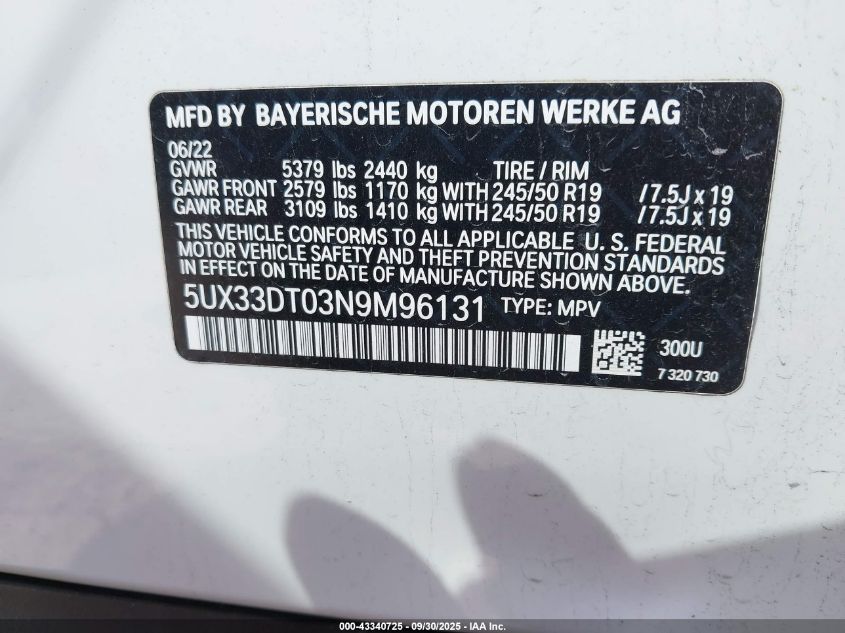 MFD BY BAYERISCHE MOTOREN WERKE AG
06/22
GVWR 5379 lbs 2440 kg TIRE / RIM
GAWR FRONT 2579 lbs 1170 kg WITH 245/50 R19 /7.5J x 19
GAWR REAR 3109 lbs 1410 kg WITH 245/50 R19 /7.5J x 19
THIS VEHICLE CONFORMS TO ALL APPLICABLE U. S. FEDERAL
MOTOR VEHICLE SAFETY AND THEFT PREVENTION STANDARDS
IN EFFECT ON THE DATE OF MANUFACTURE SHOWN ABOVE.
5UX33DT03N9M96131 TYPE: MPV
300U
7 320 730
000-43340725 - 09/30/2025 - IAA Inc.